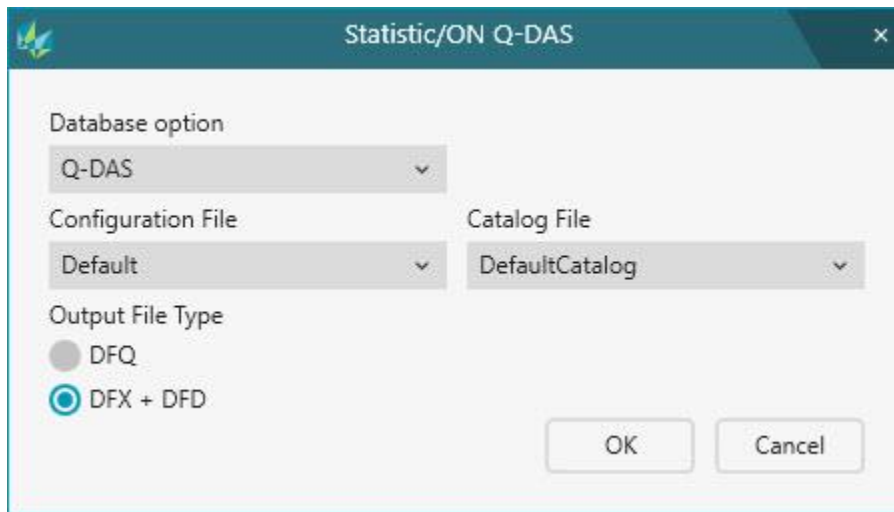 Statistic/ON Q-DAS
Database option
Q-DAS
Configuration File
Catalog File
Default
DefaultCatalog
Output File Type
DFQ
DFX + DFD
OK
Cancel